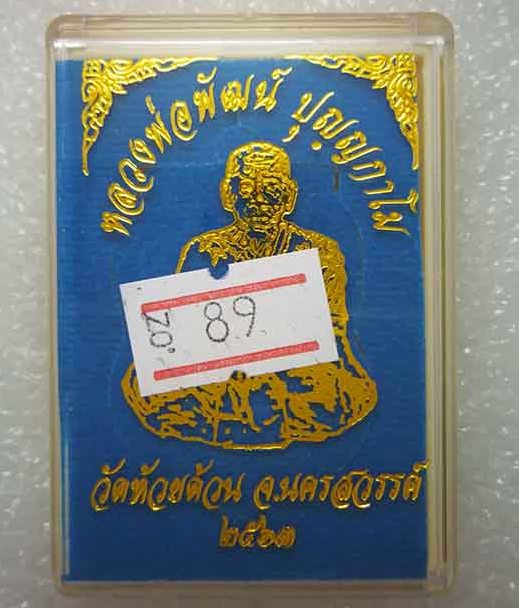 หลวงพ่อพัฒน์ ปุญฺญกาโม
NO. 89
วัดห้วยด้วน จ.นครสวรรค์
๒๕๖๓